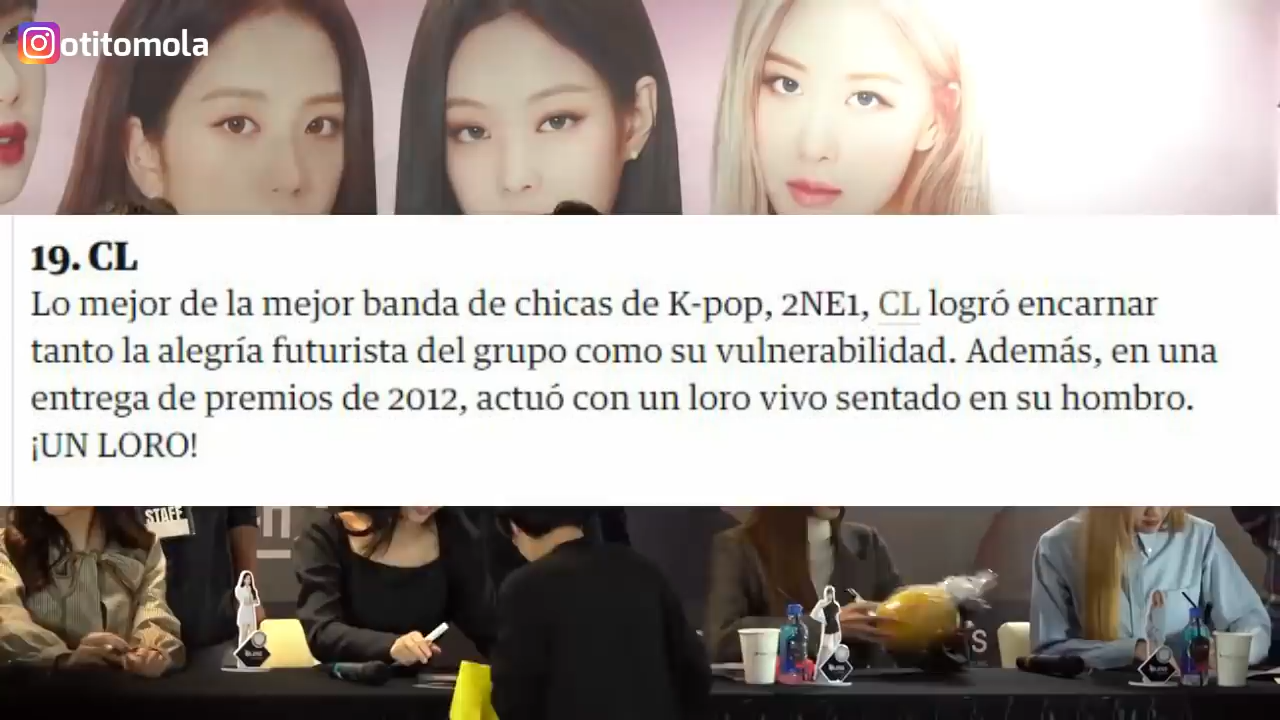 otitomola
19. CL
Lo mejor de la mejor banda de chicas de K-pop, 2NE1, CL logró encarnar
tanto la alegría futurista del grupo como su vulnerabilidad. Además, en una
entrega de premios de 2012, actuó con un loro vivo sentado en su hombro.
¡UN LORO!
STAFF